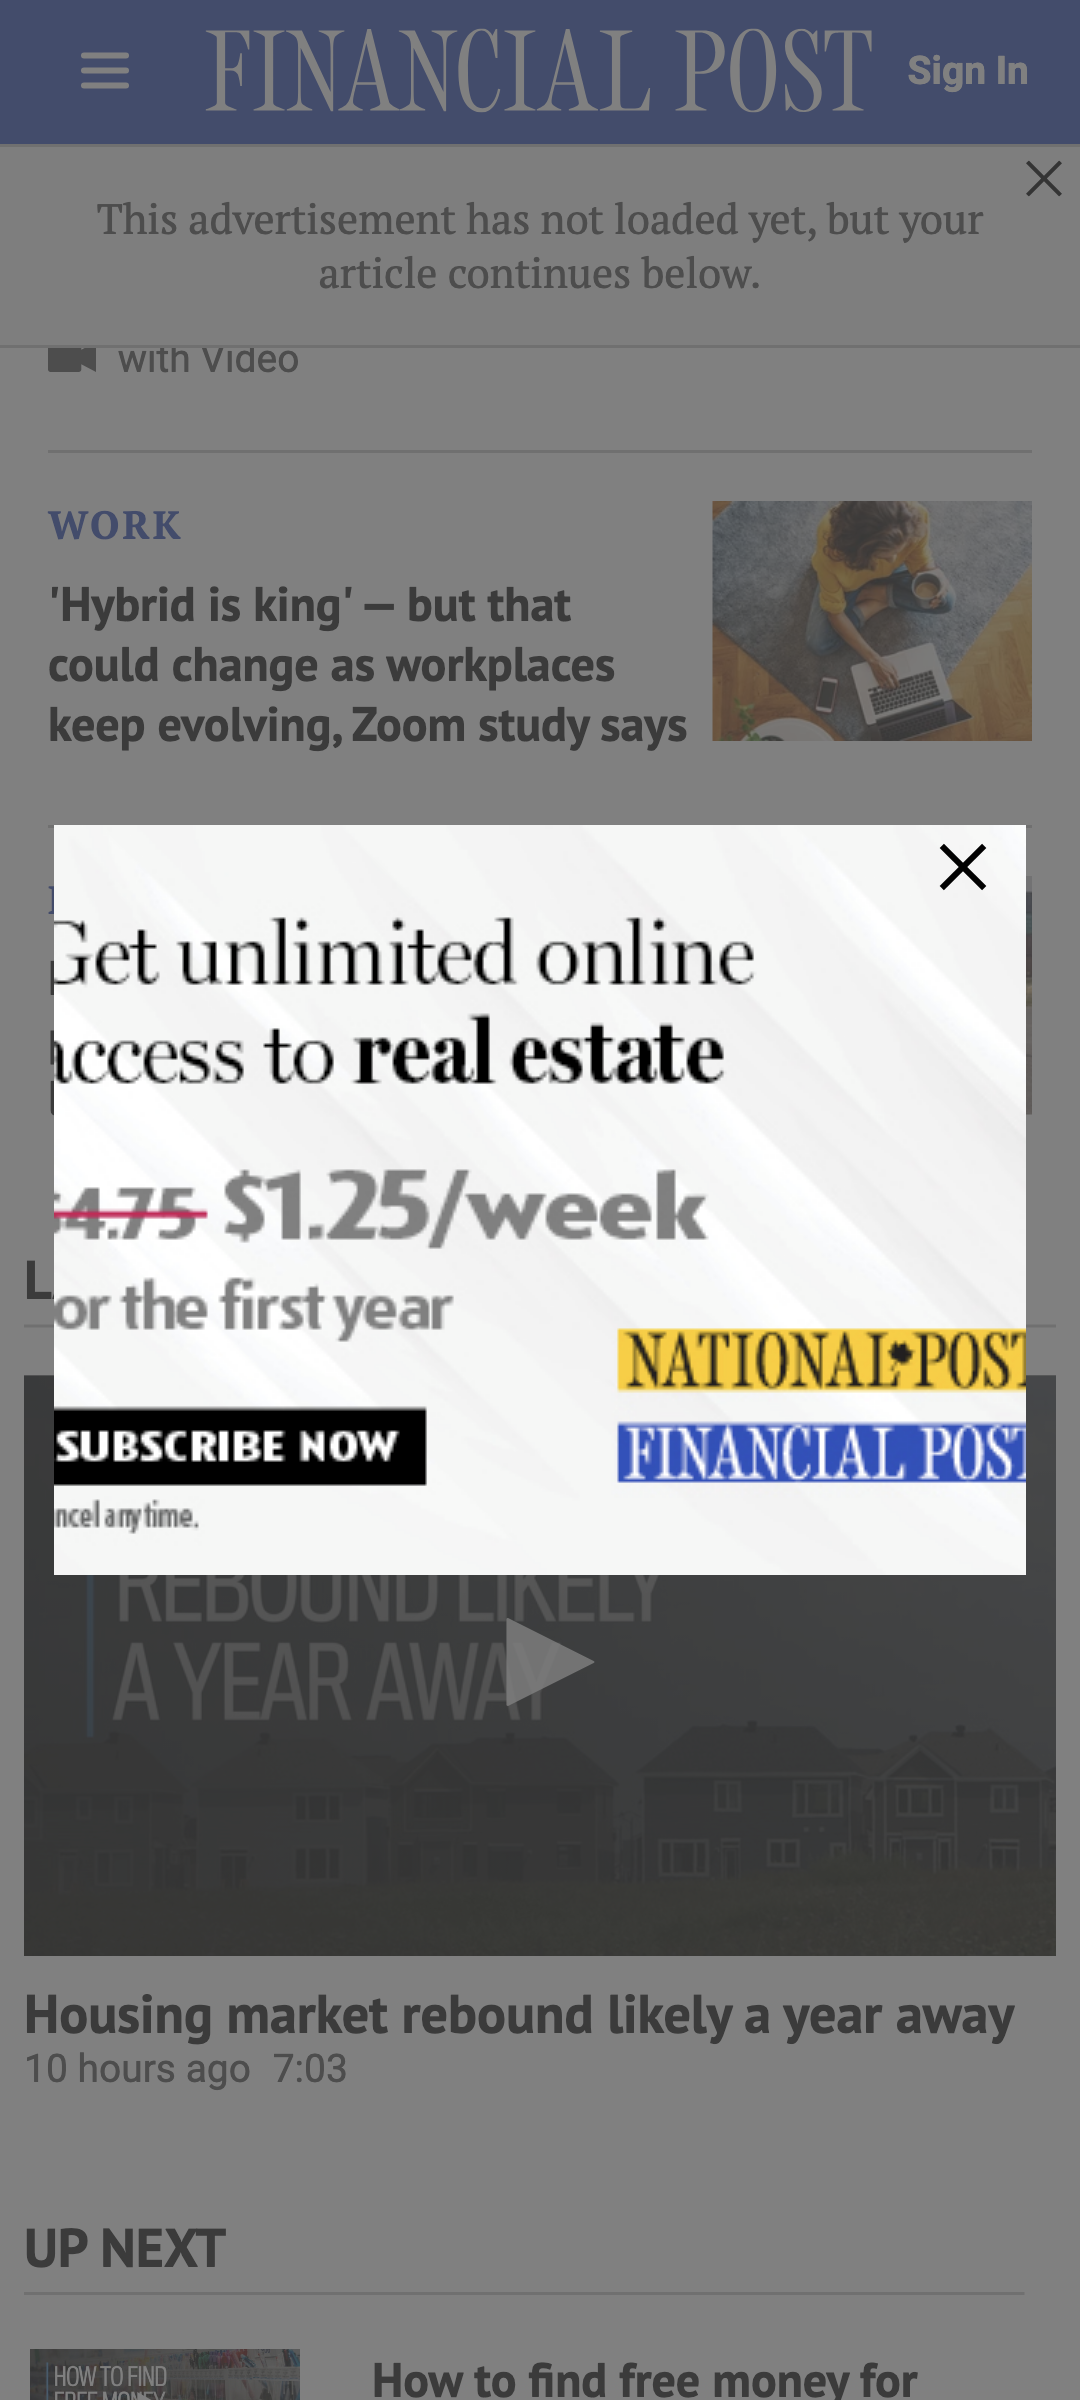 FINANCIAL POST
Sign In
This advertisement has not loaded yet, but your
article continues below.
with Video
WORK
'Hybrid is king' – but that
could change as workplaces
keep evolving, Zoom study says
Get unlimited online
access to real estate
$4.75 $1.25/week
or the first year
NATIONAL POST
SUBSCRIBE NOW
FINANCIAL POST
ncel anytime.
REBOUND LIKELY
A YEAR AWAY
Housing market rebound likely a year away
10 hours ago 7:03
UP NEXT
HOW TO FIND
FREE MONEY
How to find free money for